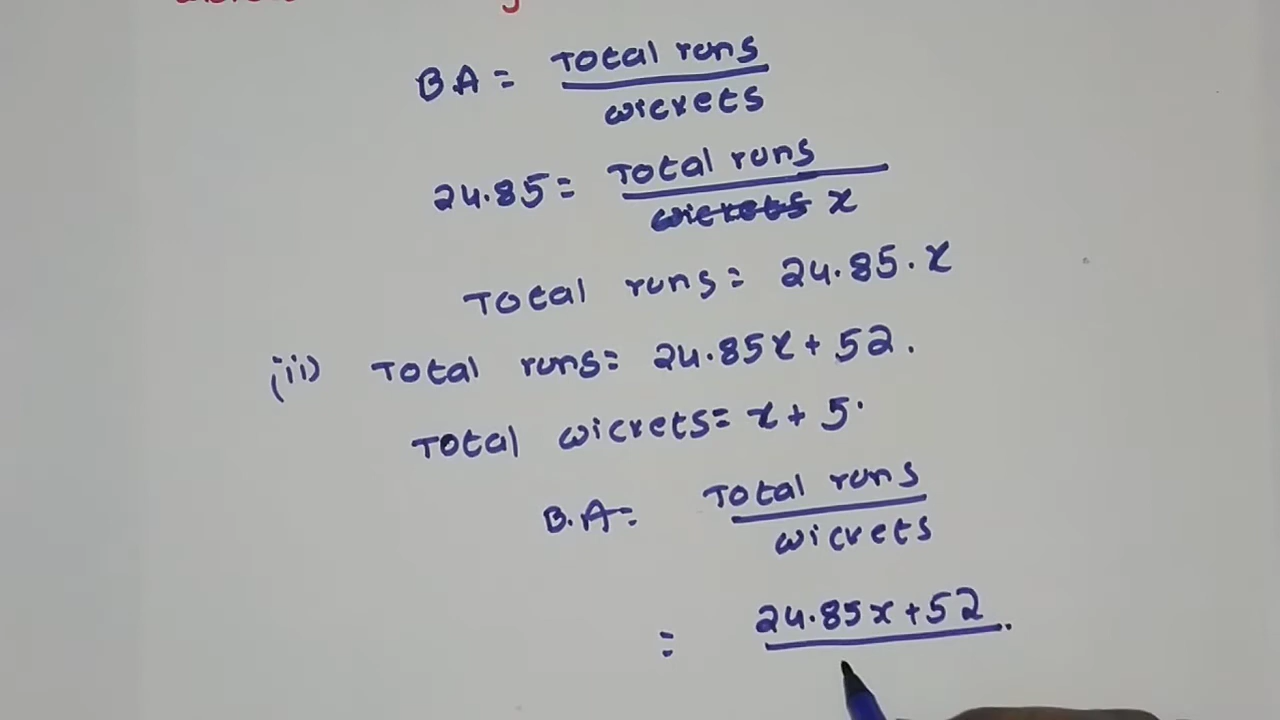 BA = Total runs / wickets
24.85 = Total runs / wickets x
Total runs = 24.85.x
(ii) Total runs = 24.85x + 52.
Total wickets = x + 5.
B.A = Total runs / wickets
= 24.85x + 52